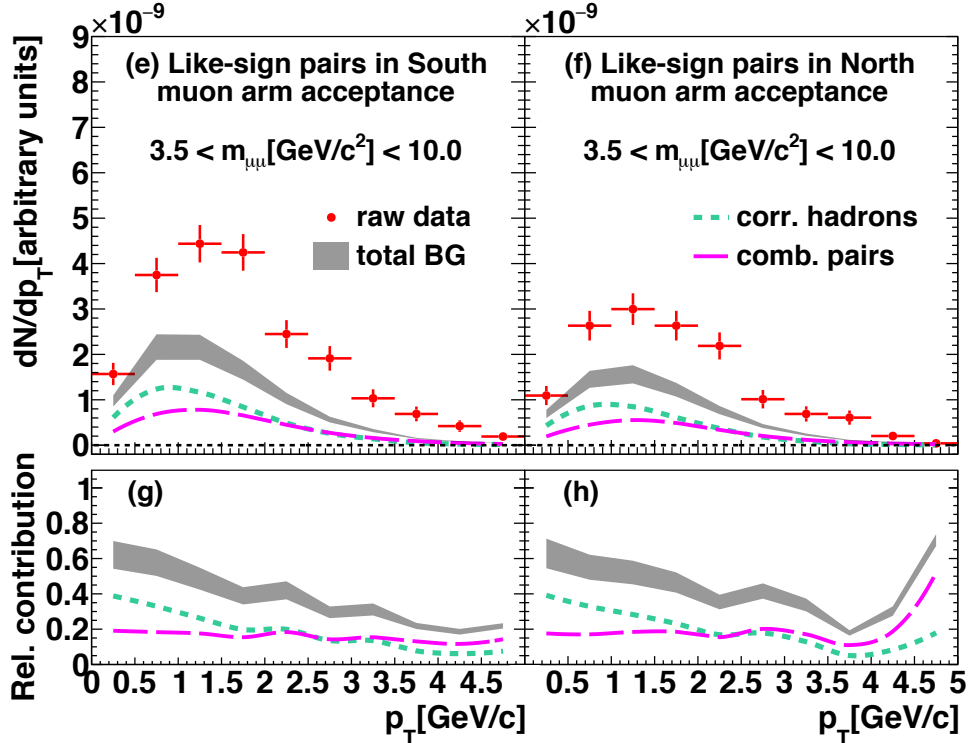 ×10⁻⁹
×10⁻⁹
dN/dp_T[arbitrary units]
9
8
7
6
5
4
3
2
1
0
(e) Like-sign pairs in South
muon arm acceptance
3.5 < m_μμ[GeV/c²] < 10.0
raw data
total BG
(f) Like-sign pairs in North
muon arm acceptance
3.5 < m_μμ[GeV/c²] < 10.0
corr. hadrons
comb. pairs
Rel. contribution
1
0.8
0.6
0.4
0.2
0
(g)
(h)
0 0.5 1 1.5 2 2.5 3 3.5 4 4.5
0.5 1 1.5 2 2.5 3 3.5 4 4.5 5
p_T[GeV/c]
p_T[GeV/c]